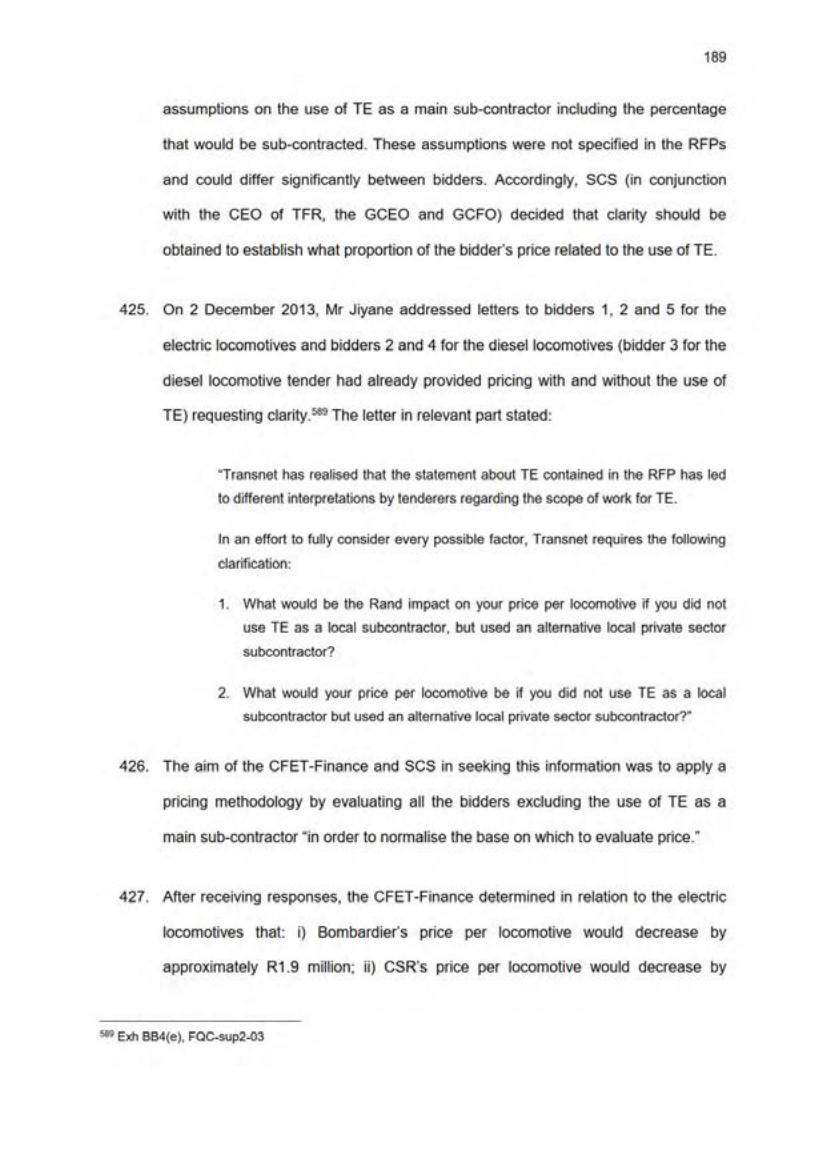 189
assumptions on the use of TE as a main sub-contractor including the percentage
that would be sub-contracted. These assumptions were not specified in the RFPs
and could differ significantly between bidders. Accordingly, SCS (in conjunction
with the CEO of TFR, the GCEO and GCFO) decided that clarity should be
obtained to establish what proportion of the bidder's price related to the use of TE.
425. On 2 December 2013, Mr Jiyane addressed letters to bidders 1, 2 and 5 for the
electric locomotives and bidders 2 and 4 for the diesel locomotives (bidder 3 for the
diesel locomotive tender had already provided pricing with and without the use of
TE) requesting clarity.589 The letter in relevant part stated:
"Transnet has realised that the statement about TE contained in the RFP has led
to different interpretations by tenderers regarding the scope of work for TE.
In an effort to fully consider every possible factor, Transnet requires the following
clarification:
1. What would be the Rand impact on your price per locomotive if you did not
use TE as a local subcontractor, but used an alternative local private sector
subcontractor?
2. What would your price per locomotive be if you did not use TE as a local
subcontractor but used an alternative local private sector subcontractor?"
426. The aim of the CFET-Finance and SCS in seeking this information was to apply a
pricing methodology by evaluating all the bidders excluding the use of TE as a
main sub-contractor "in order to normalise the base on which to evaluate price."
427. After receiving responses, the CFET-Finance determined in relation to the electric
locomotives that: i) Bombardier's price per locomotive would decrease by
approximately R1.9 million; ii) CSR's price per locomotive would decrease by
589 Exh BB4(e), FQC-sup2-03